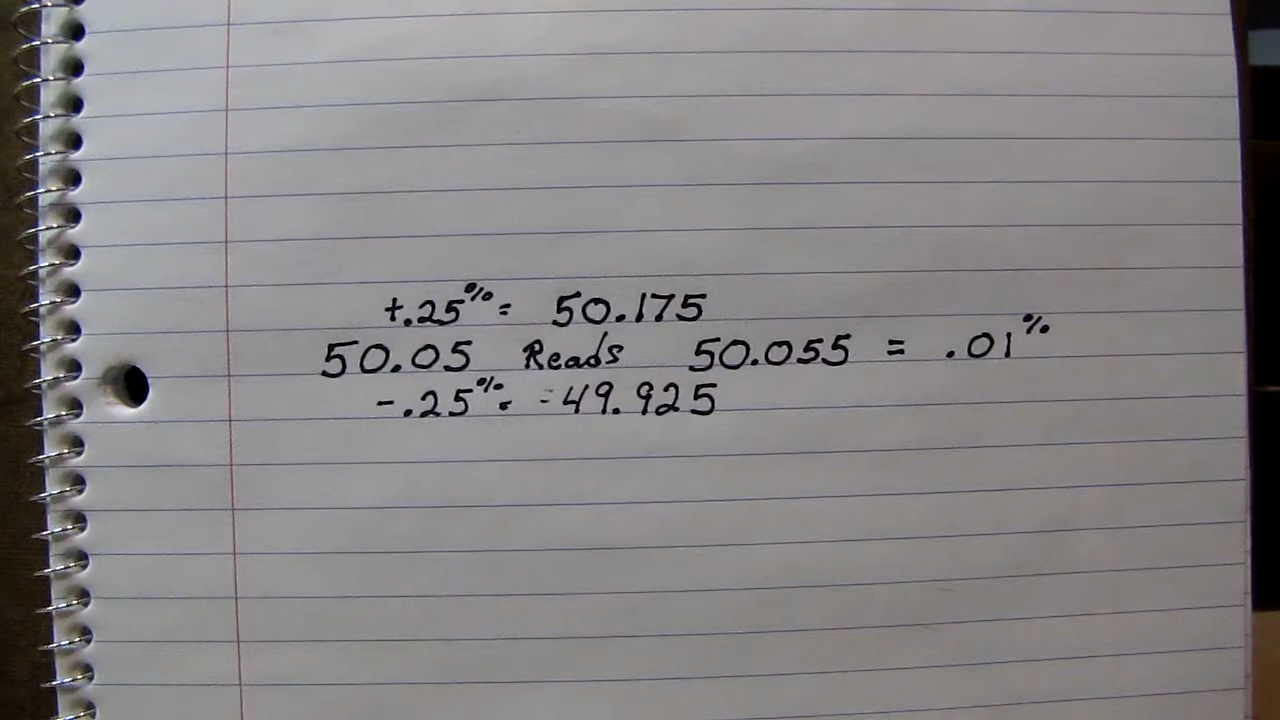 +.25% = 50.175
50.05 Reads 50.055 = .01%
-.25% = 49.925